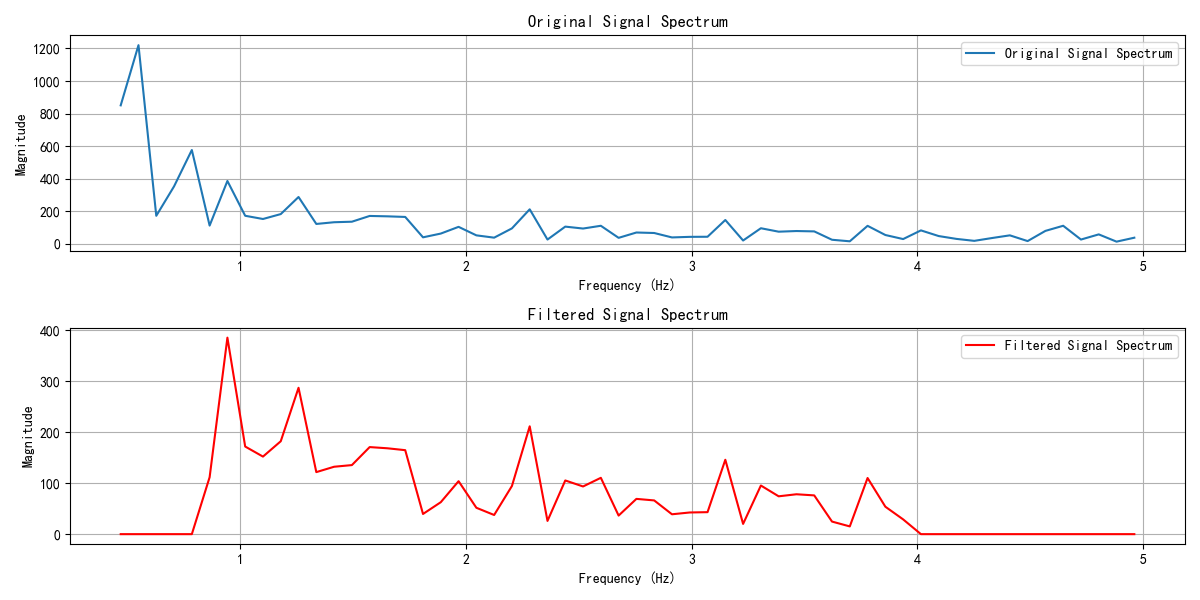 Original Signal Spectrum
1200
1000
800
600
400
200
0
Magnitude
Original Signal Spectrum
1 2 3 4 5
Frequency (Hz)
Filtered Signal Spectrum
400
300
200
100
0
Magnitude
Filtered Signal Spectrum
1 2 3 4 5
Frequency (Hz)